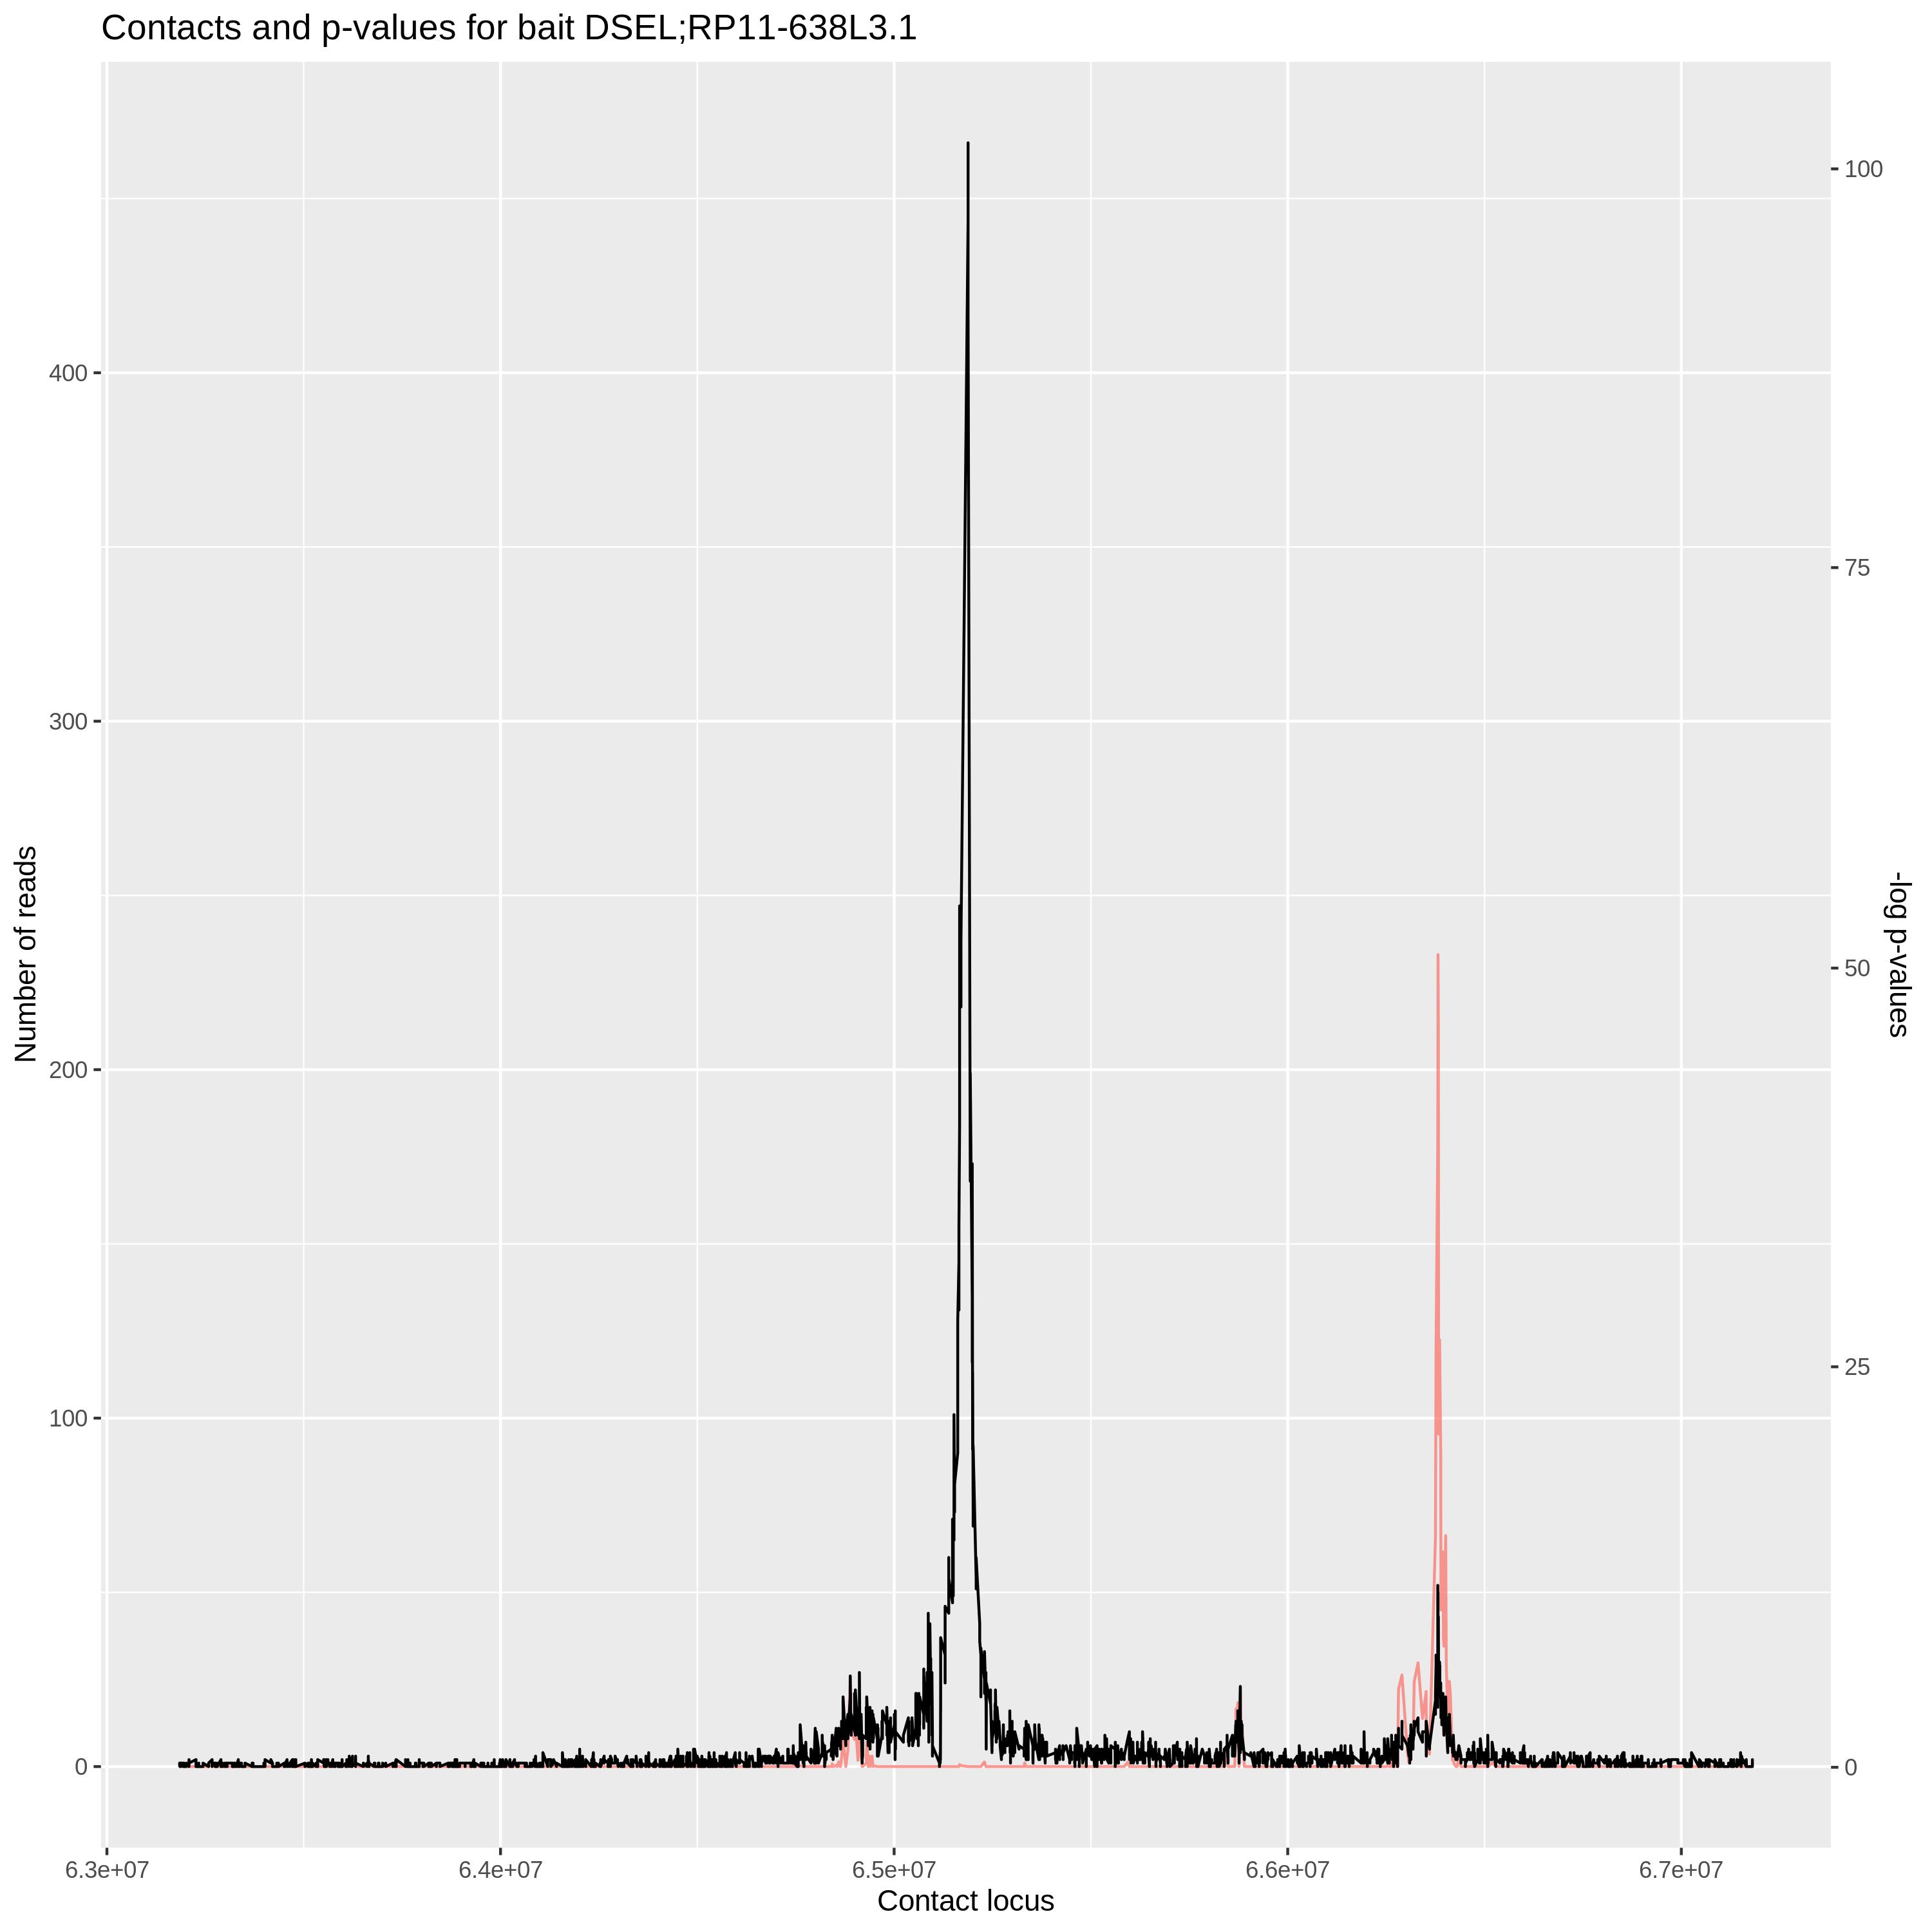 Contacts and p-values for bait DSEL;RP11-638L3.1
Number of reads
400
300
200
100
0
100
75
50
25
0
-log p-values
6.3e+07 6.4e+07 6.5e+07 6.6e+07 6.7e+07
Contact locus